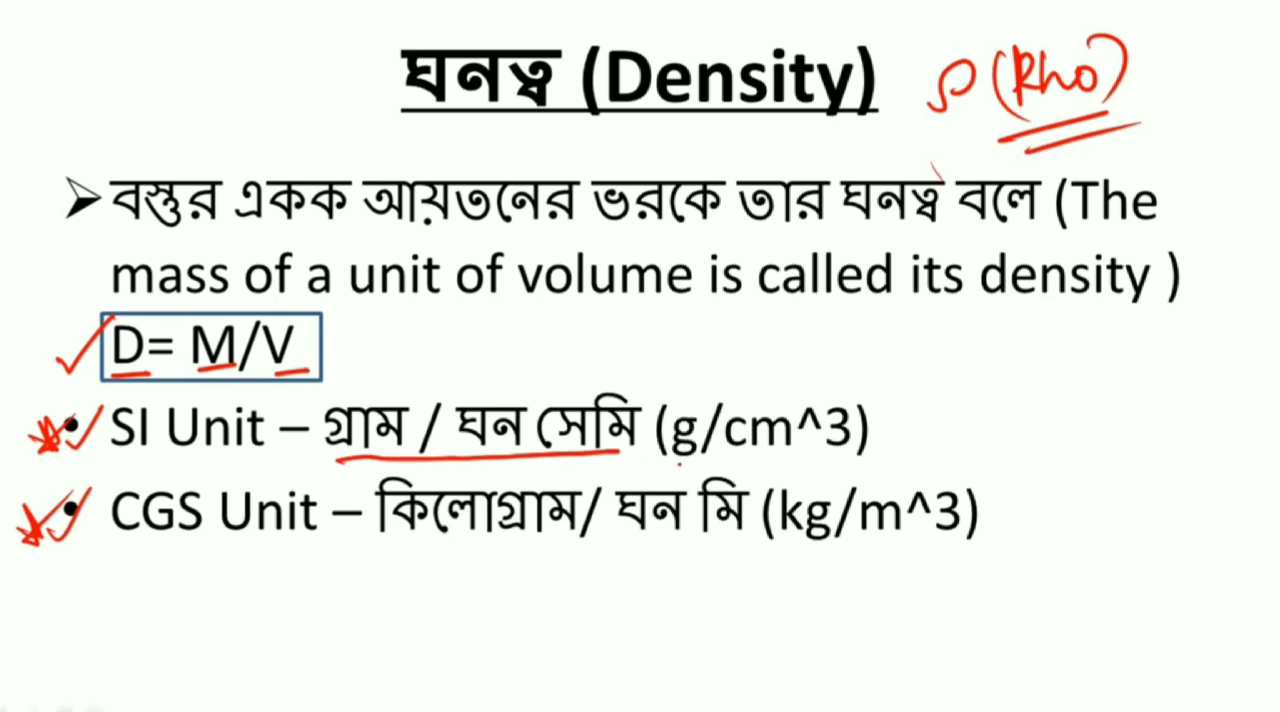 ঘনত্ব (Density) ρ (Rho)
➢ বস্তুর একক আয়তনের ভরকে তার ঘনত্ব বলে (The
mass of a unit of volume is called its density )
D= M/V
• SI Unit – গ্রাম / ঘন সেমি (g/cm^3)
• CGS Unit – কিলোগ্রাম/ ঘন মি (kg/m^3)